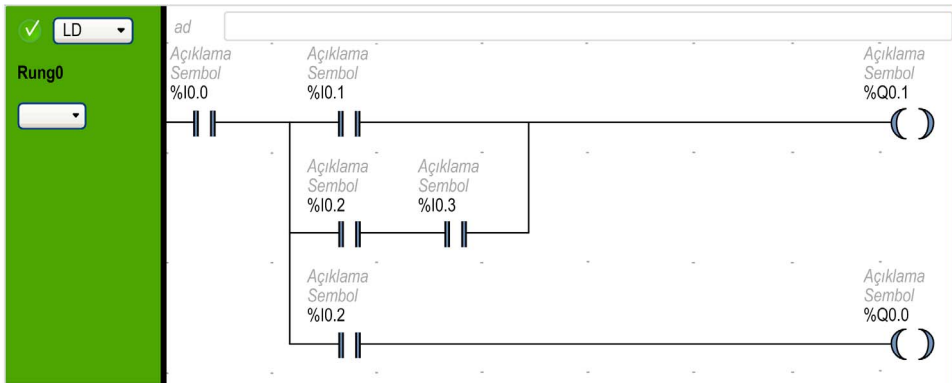 LD
ad
Rung0
Açıklama
Sembol
%I0.0
Açıklama
Sembol
%I0.1
Açıklama
Sembol
%Q0.1
Açıklama
Sembol
%I0.2
Açıklama
Sembol
%I0.3
Açıklama
Sembol
%I0.2
Açıklama
Sembol
%Q0.0